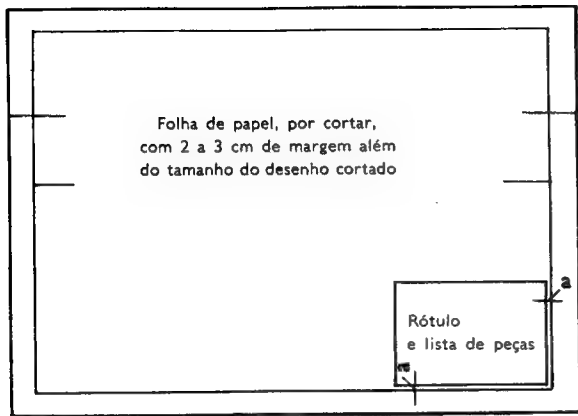 Folha de papel, por cortar,
com 2 a 3 cm de margem além
do tamanho do desenho cortado
a
Rótulo
e lista de peças
a